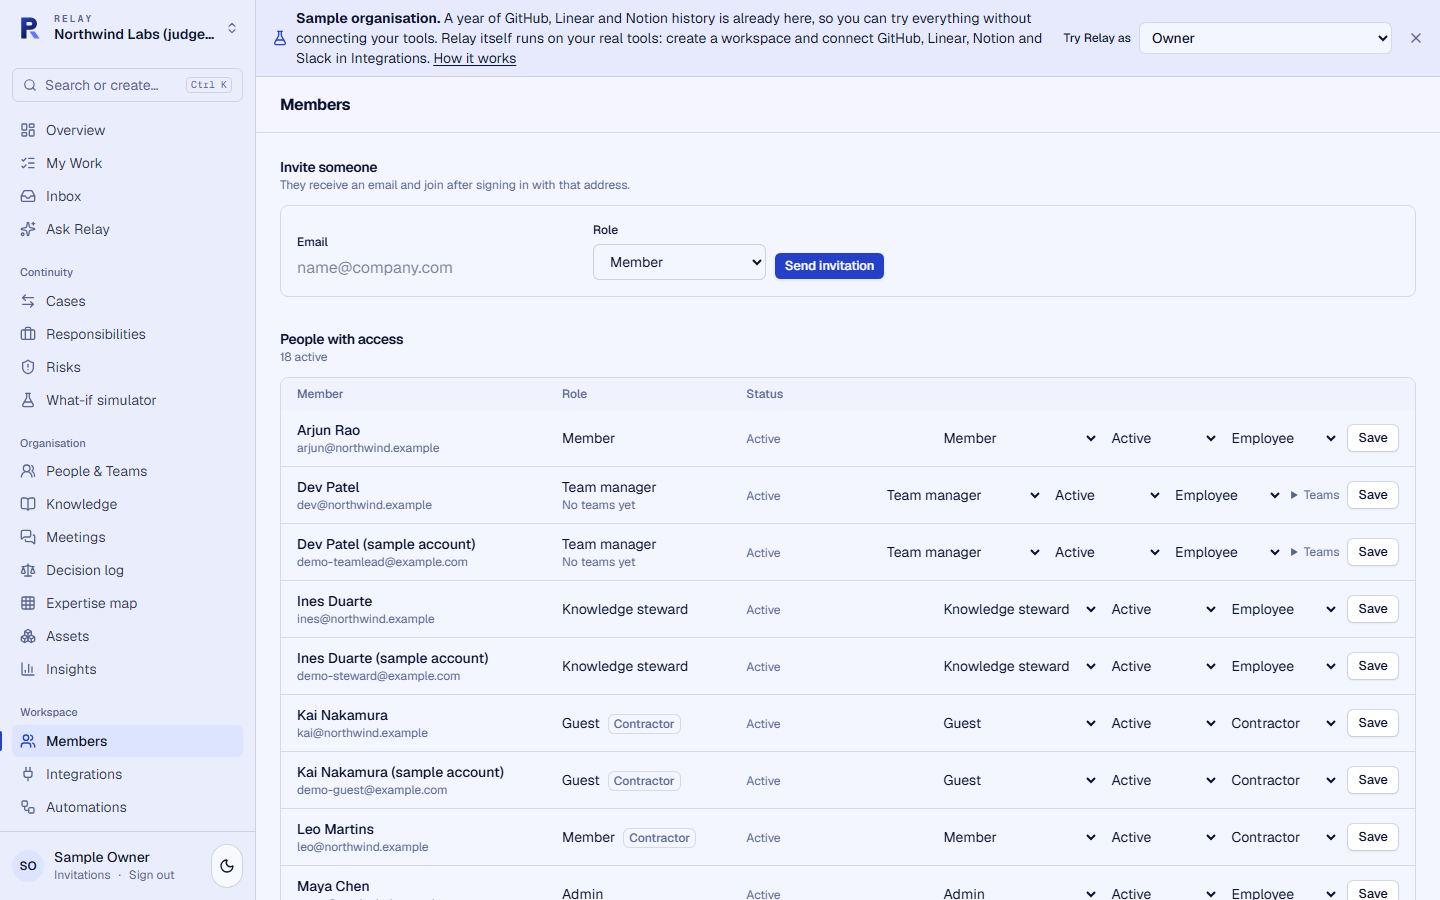 RELAY
Northwind Labs (judge...
Search or create...
Ctrl K
Overview
My Work
Inbox
Ask Relay
Continuity
Cases
Responsibilities
Risks
What-if simulator
Organisation
People & Teams
Knowledge
Meetings
Decision log
Expertise map
Assets
Insights
Workspace
Members
Integrations
Automations
SO
Sample Owner
Invitations · Sign out
Sample organisation. A year of GitHub, Linear and Notion history is already here, so you can try everything without
connecting your tools. Relay itself runs on your real tools: create a workspace and connect GitHub, Linear, Notion and
Slack in Integrations. How it works
Try Relay as
Owner
Members
Invite someone
They receive an email and join after signing in with that address.
Email
name@company.com
Role
Member
Send invitation
People with access
18 active
Member Role Status
Arjun Rao
arjun@northwind.example
Member Active Member Active Employee Save
Dev Patel
dev@northwind.example
Team manager
No teams yet
Active Team manager Active Employee Teams Save
Dev Patel (sample account)
demo-teamlead@example.com
Team manager
No teams yet
Active Team manager Active Employee Teams Save
Ines Duarte
ines@northwind.example
Knowledge steward Active Knowledge steward Active Employee Save
Ines Duarte (sample account)
demo-steward@example.com
Knowledge steward Active Knowledge steward Active Employee Save
Kai Nakamura
kai@northwind.example
Guest Contractor Active Guest Active Contractor Save
Kai Nakamura (sample account)
demo-guest@example.com
Guest Contractor Active Guest Active Contractor Save
Leo Martins
leo@northwind.example
Member Contractor Active Member Active Contractor Save
Maya Chen
Admin Active Admin Active Employee Save